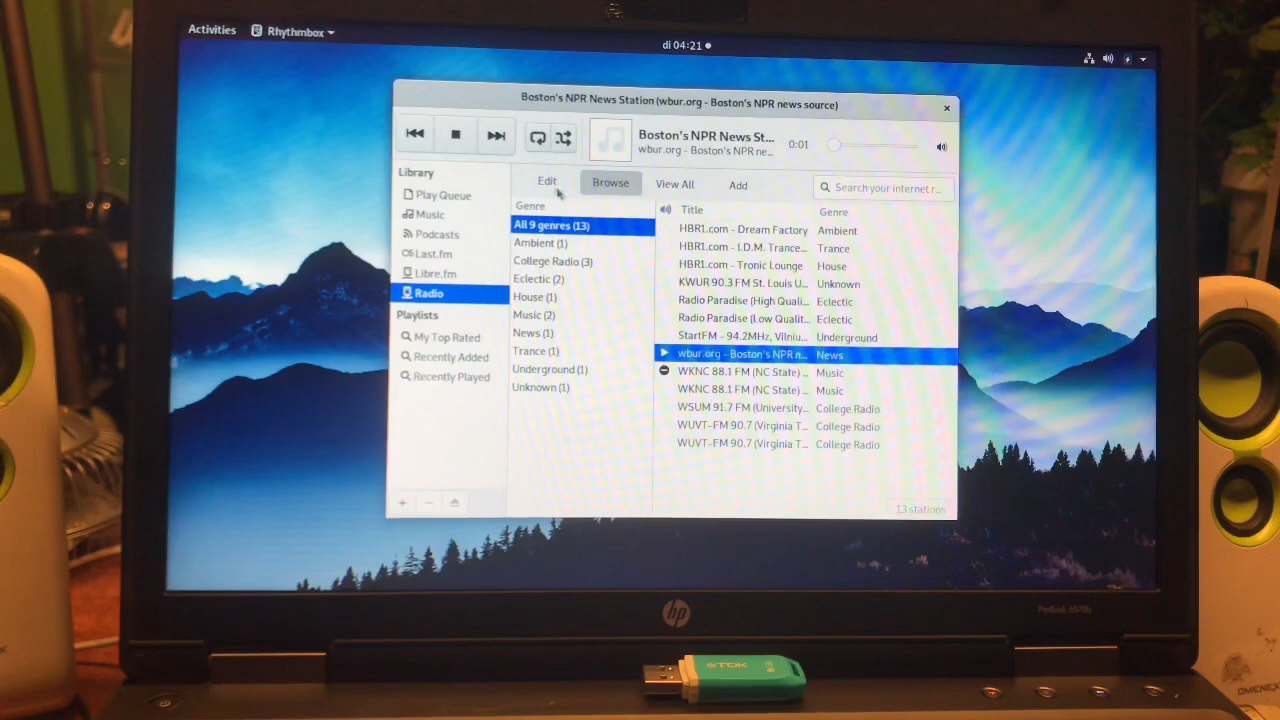 Activities Rhythmbox
di 04:21
Boston's NPR News Station (wbur.org - Boston's NPR news source)
Boston's NPR News St...
wbur.org - Boston's NPR ne...
0:01
Edit Browse View All Add Search your internet r...
Library
Play Queue
Music
Podcasts
Last.fm
Libre.fm
Radio
Playlists
My Top Rated
Recently Added
Recently Played
Genre
All 9 genres (13)
Ambient (1)
College Radio (3)
Eclectic (2)
House (1)
Music (2)
News (1)
Trance (1)
Underground (1)
Unknown (1)
Title Genre
HBR1.com - Dream Factory Ambient
HBR1.com - I.D.M. Trance... Trance
HBR1.com - Tronic Lounge House
KWUR 90.3 FM St. Louis U... Unknown
Radio Paradise (High Quali... Eclectic
Radio Paradise (Low Qualit... Eclectic
StartFM - 94.2MHz, Vilniu... Underground
wbur.org - Boston's NPR n... News
WKNC 88.1 FM (NC State) ... Music
WKNC 88.1 FM (NC State) ... Music
WSUM 91.7 FM (University... College Radio
WUVT-FM 90.7 (Virginia T... College Radio
WUVT-FM 90.7 (Virginia T... College Radio
13 stations
hp
ProBook 6570b
TDK